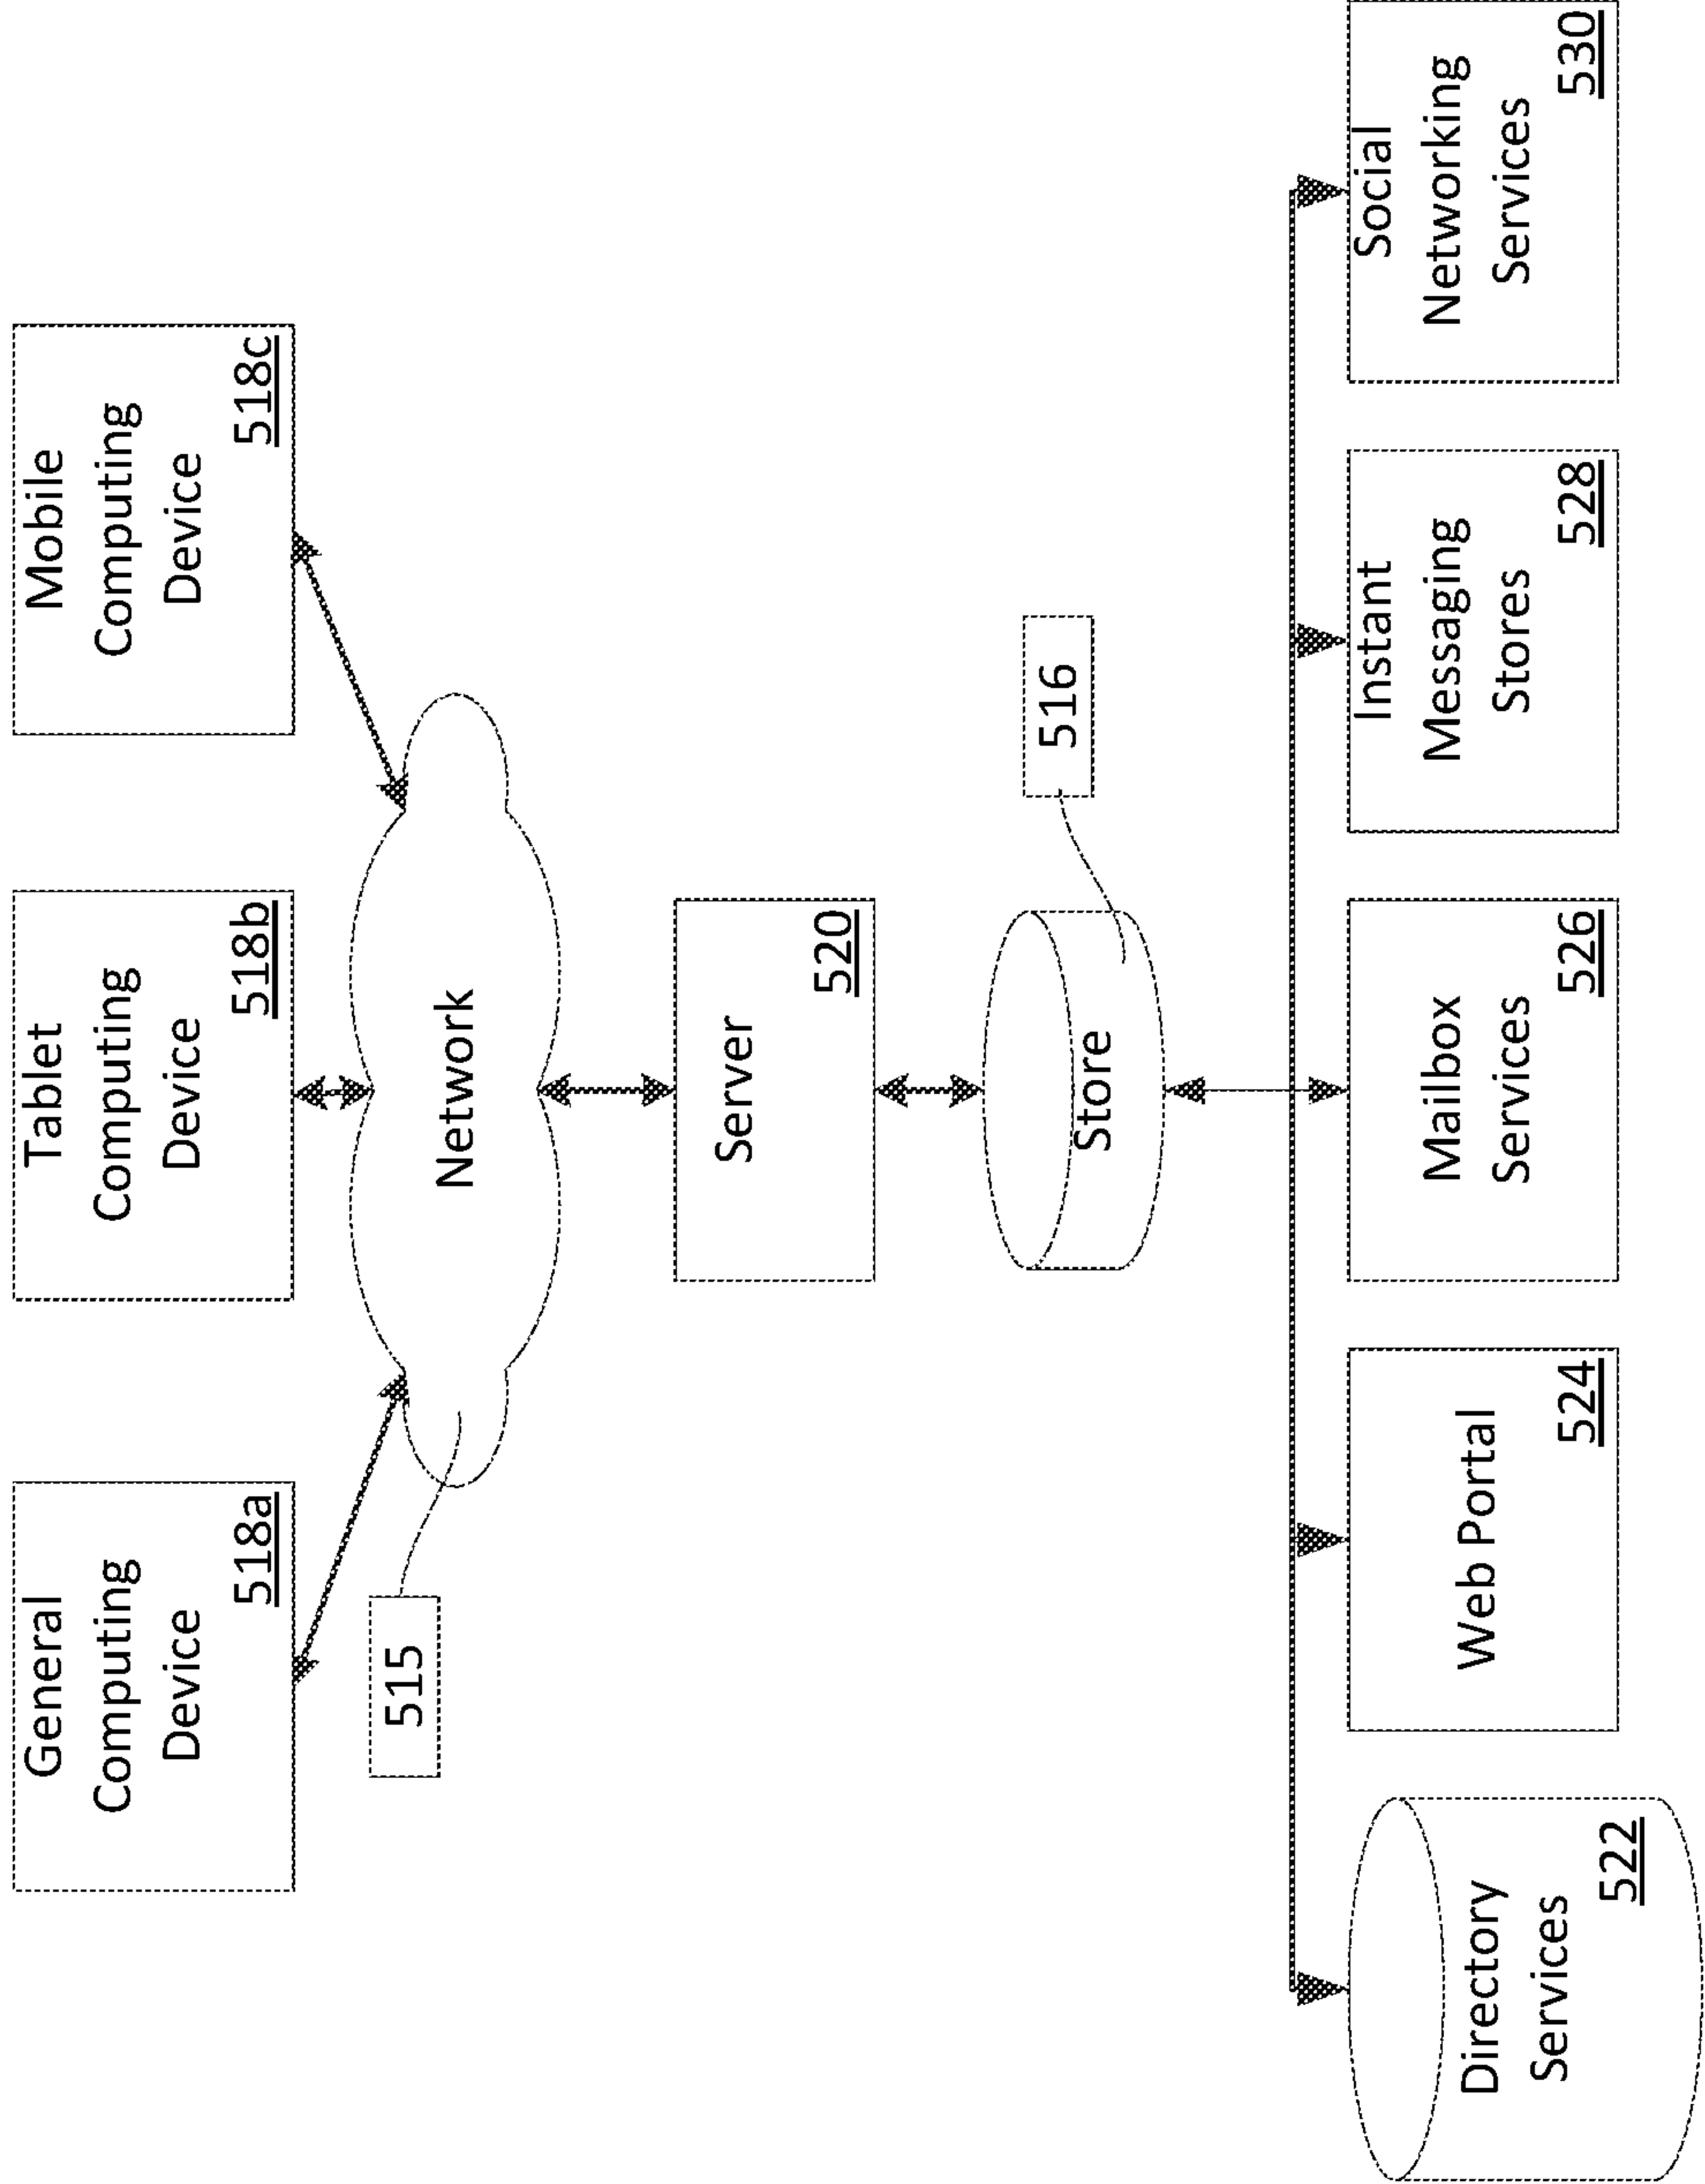 General
Computing
Device
518a
Tablet
Computing
Device
518b
Mobile
Computing
Device
518c
515
Network
Server
520
516
Store
Directory
Services
522
Web Portal
524
Mailbox
Services
526
Instant
Messaging
Stores
528
Social
Networking
Services
530